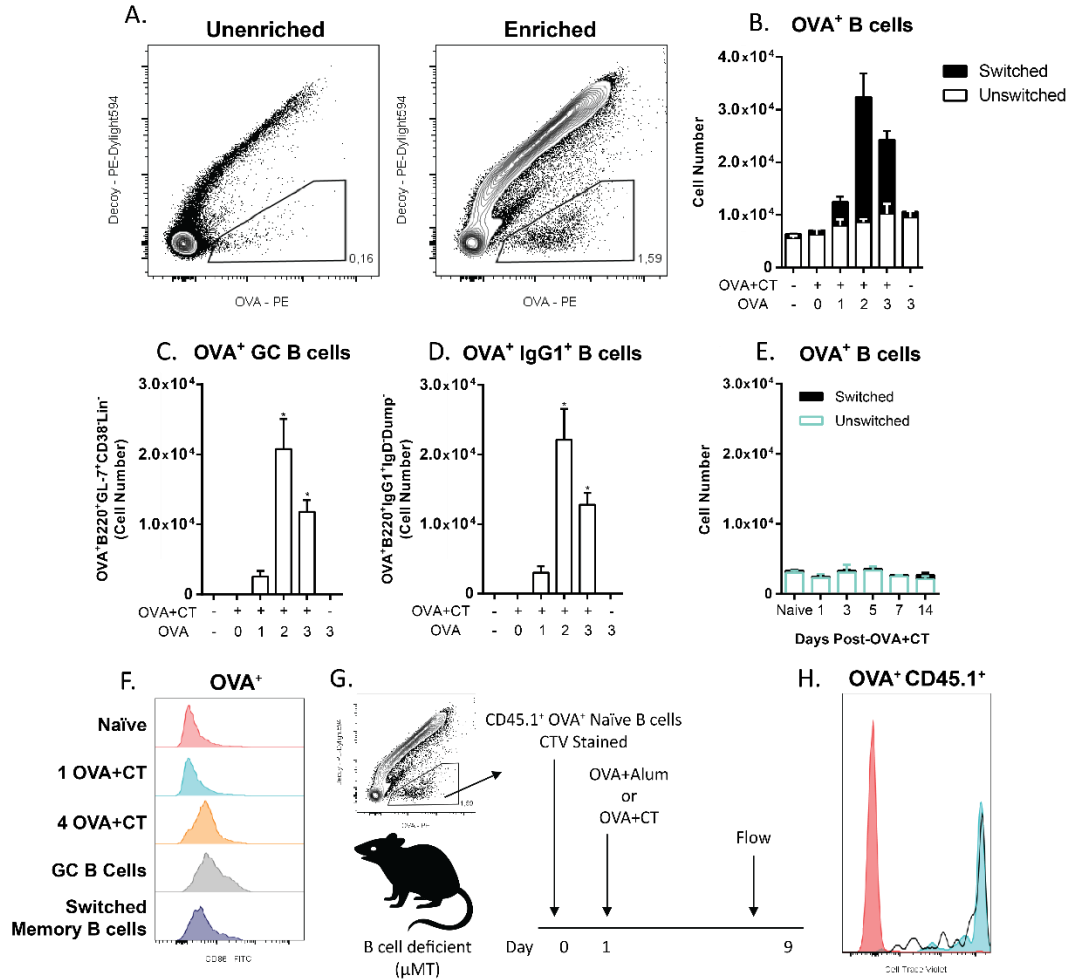 A.
Unenriched
Enriched
Decoy - PE-Dylight594
0,16
OVA - PE
Decoy - PE-Dylight594
1,59
OVA - PE
B. OVA⁺ B cells
Switched
Unswitched
Cell Number
4.0x10⁴
3.0x10⁴
2.0x10⁴
1.0x10⁴
0
OVA+CT - + + + + -
OVA - 0 1 2 3 3
C. OVA⁺ GC B cells
OVA⁺B220⁺GL-7⁺CD38⁻Lin⁻
(Cell Number)
3.0x10⁴
2.0x10⁴
1.0x10⁴
0
* *
OVA+CT - + + + + -
OVA - 0 1 2 3 3
D. OVA⁺ IgG1⁺ B cells
OVA⁺B220⁺IgG1⁺IgD⁻Dump⁻
(Cell Number)
3.0x10⁴
2.0x10⁴
1.0x10⁴
0
* *
OVA+CT - + + + + -
OVA - 0 1 2 3 3
E. OVA⁺ B cells
Switched
Unswitched
Cell Number
3.0x10⁴
2.0x10⁴
1.0x10⁴
0
Naive 1 3 5 7 14
Days Post-OVA+CT
F. OVA⁺
Naïve
1 OVA+CT
4 OVA+CT
GC B Cells
Switched
Memory B cells
G.
Decoy - PE-Dylight594
OVA - PE
CD45.1⁺ OVA⁺ Naïve B cells
CTV Stained
OVA+Alum
or
OVA+CT
Flow
B cell deficient
(µMT)
Day 0 1 9
H. OVA⁺ CD45.1⁺
Cell Trace Violet